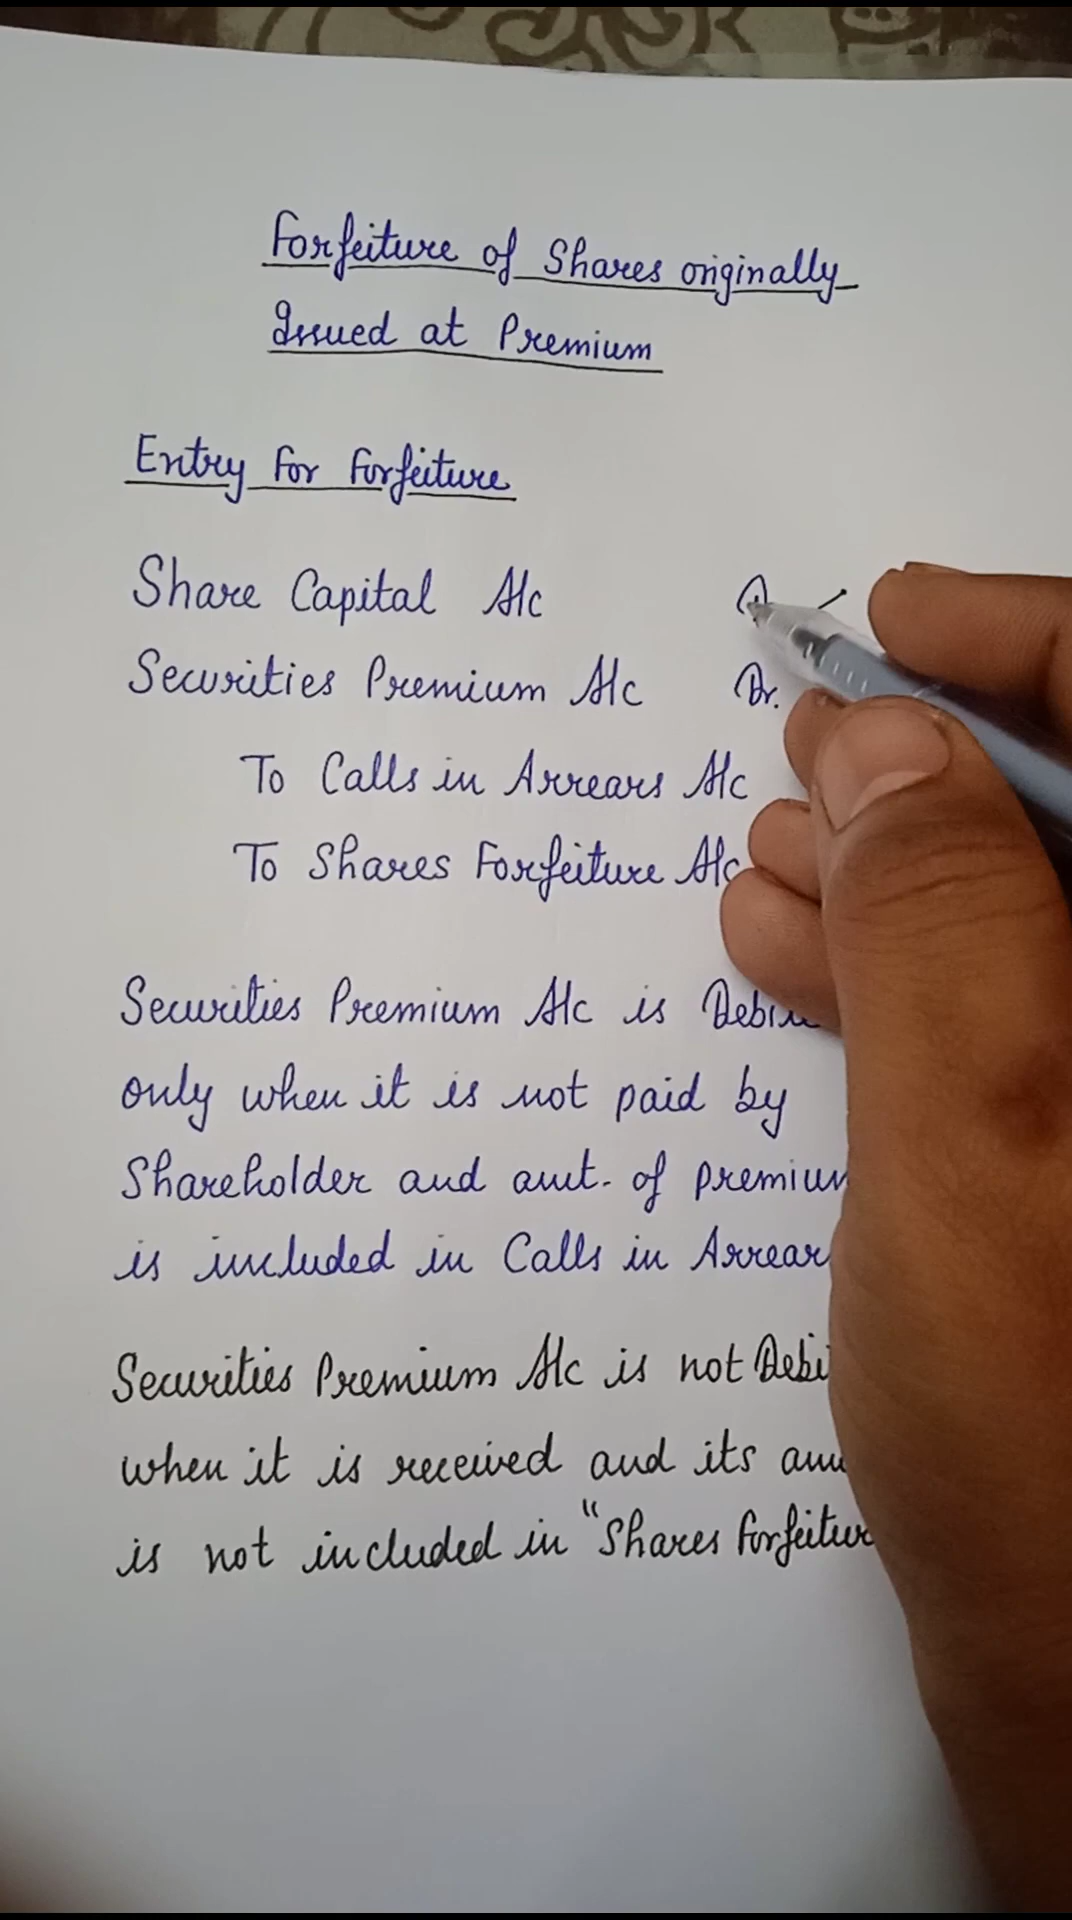 Forfeiture of Shares originally
Issued at Premium
Entry For Forfeiture
Share Capital A/c
Securities Premium A/c Dr.
To Calls in Arrears A/c
To Shares Forfeiture A/c
Securities Premium A/c is
only when it is not paid by
Shareholder and amt. of premium
is included in Calls in Arrear
Securities Premium A/c is not
when it is received and its
is not included in "Shares